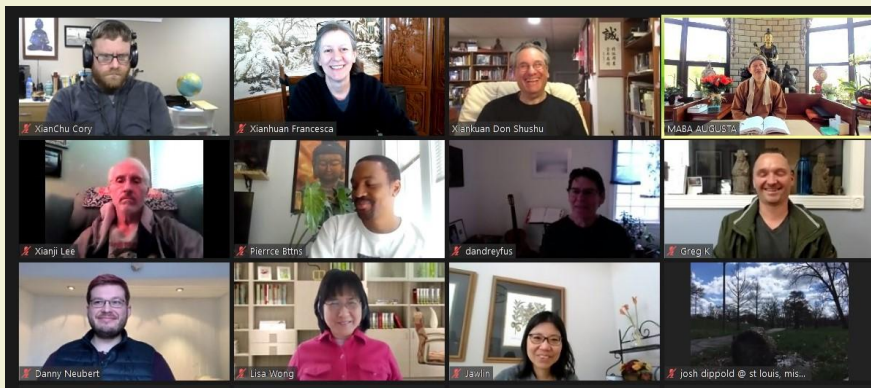 XianChu Cory
Xianhuan Francesca
Xiankuan Don Shushu
MABA AUGUSTA
Xianji Lee
Pierrce Bttns
dandreyfus
Greg K
Danny Neubert
Lisa Wong
Jawlin
josh dippold @ st louis, mis...
誠